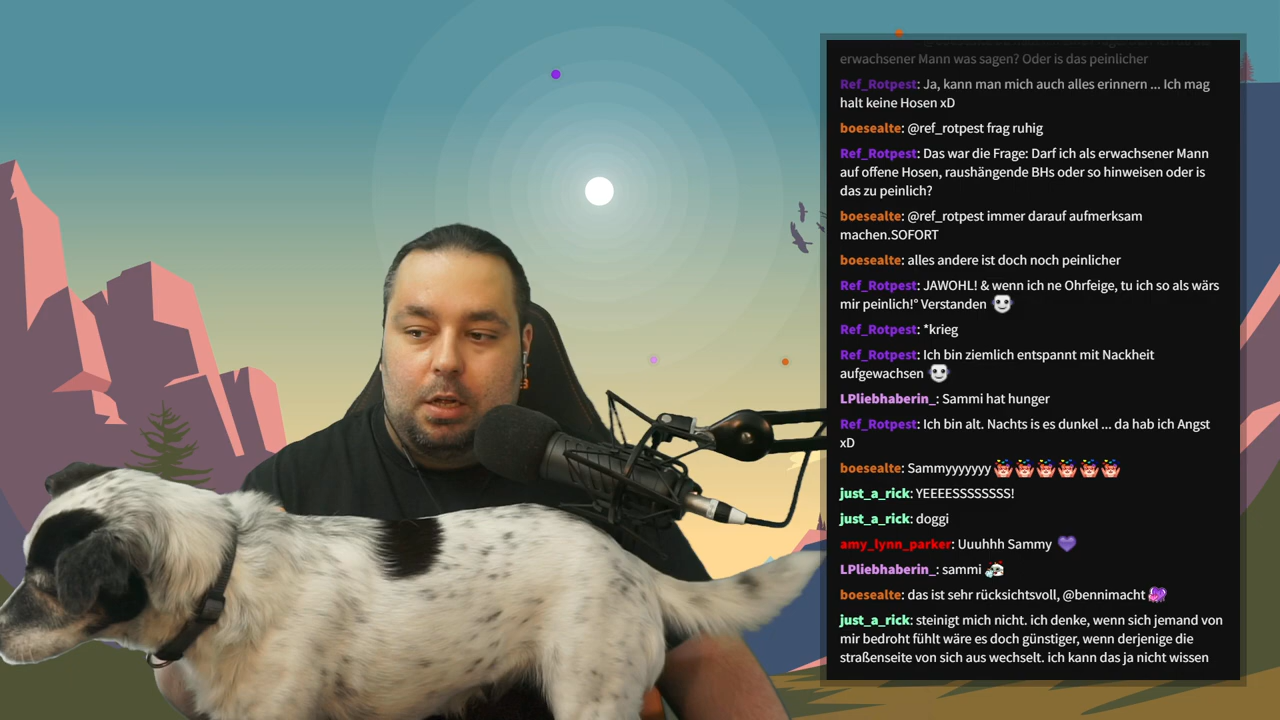 erwachsener Mann was sagen? Oder is das peinlicher
Ref_Rotpest: Ja, kann man mich auch alles erinnern ... Ich mag
halt keine Hosen xD
boesealte: @ref_rotpest frag ruhig
Ref_Rotpest: Das war die Frage: Darf ich als erwachsener Mann
auf offene Hosen, raushängende BHs oder so hinweisen oder is
das zu peinlich?
boesealte: @ref_rotpest immer darauf aufmerksam
machen.SOFORT
boesealte: alles andere ist doch noch peinlicher
Ref_Rotpest: JAWOHL! & wenn ich ne Ohrfeige, tu ich so als wärs
mir peinlich!° Verstanden
Ref_Rotpest: *krieg
Ref_Rotpest: Ich bin ziemlich entspannt mit Nackheit
aufgewachsen
LPliebhaberin_: Sammi hat hunger
Ref_Rotpest: Ich bin alt. Nachts is es dunkel ... da hab ich Angst
xD
boesealte: Sammyyyyyyy
just_a_rick: YEEEESSSSSSSS!
just_a_rick: doggi
amy_lynn_parker: Uuuhhh Sammy
LPliebhaberin_: sammi
boesealte: das ist sehr rücksichtsvoll, @bennimacht
just_a_rick: steinigt mich nicht. ich denke, wenn sich jemand von
mir bedroht fühlt wäre es doch günstiger, wenn derjenige die
straßenseite von sich aus wechselt. ich kann das ja nicht wissen